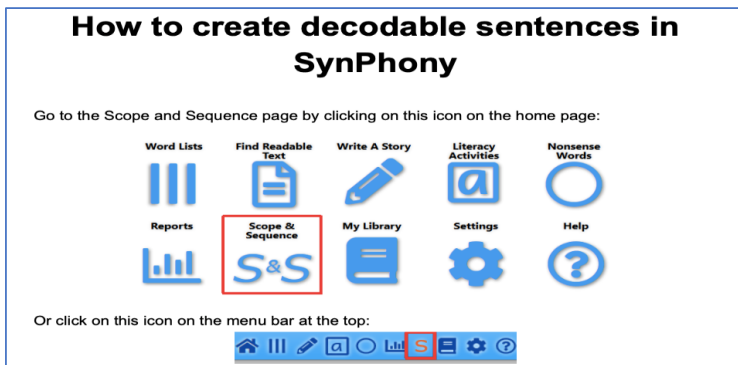 How to create decodable sentences in
SynPhony
Go to the Scope and Sequence page by clicking on this icon on the home page:
Word Lists
Find Readable
Text
Write A Story
Literacy
Activities
Nonsense
Words
a
Reports
Scope &
Sequence
My Library
Settings
Help
S&S
?
Or click on this icon on the menu bar at the top:
a S ?